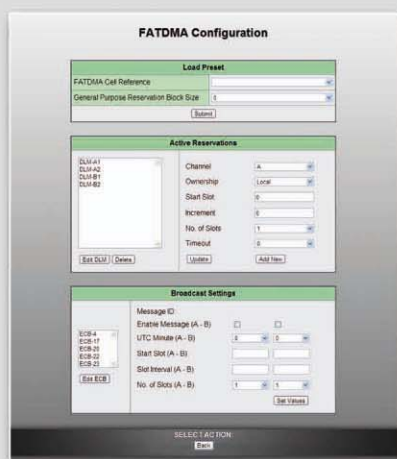 FATDMA Configuration
Load Preset
FATDMA Cell Reference
General Purpose Reservation Block Size 1
Submit
Active Reservations
DLM-A1
DLM-A2
DLM-B1
DLM-B2
Channel A
Ownership Local
Start Slot 0
Increment 0
No. of Slots 1
Timeout 0
Edit DLM Delete Update Add New
Broadcast Settings
Message ID
Enable Message (A - B)
ECB-4
ECB-17
ECB-20
ECB-22
ECB-23
UTC Minute (A - B) 0 0
Start Slot (A - B)
Slot Interval (A - B)
No. of Slots (A - B) 1 1
Edit ECB
Set Values
SELECT ACTION:
Back